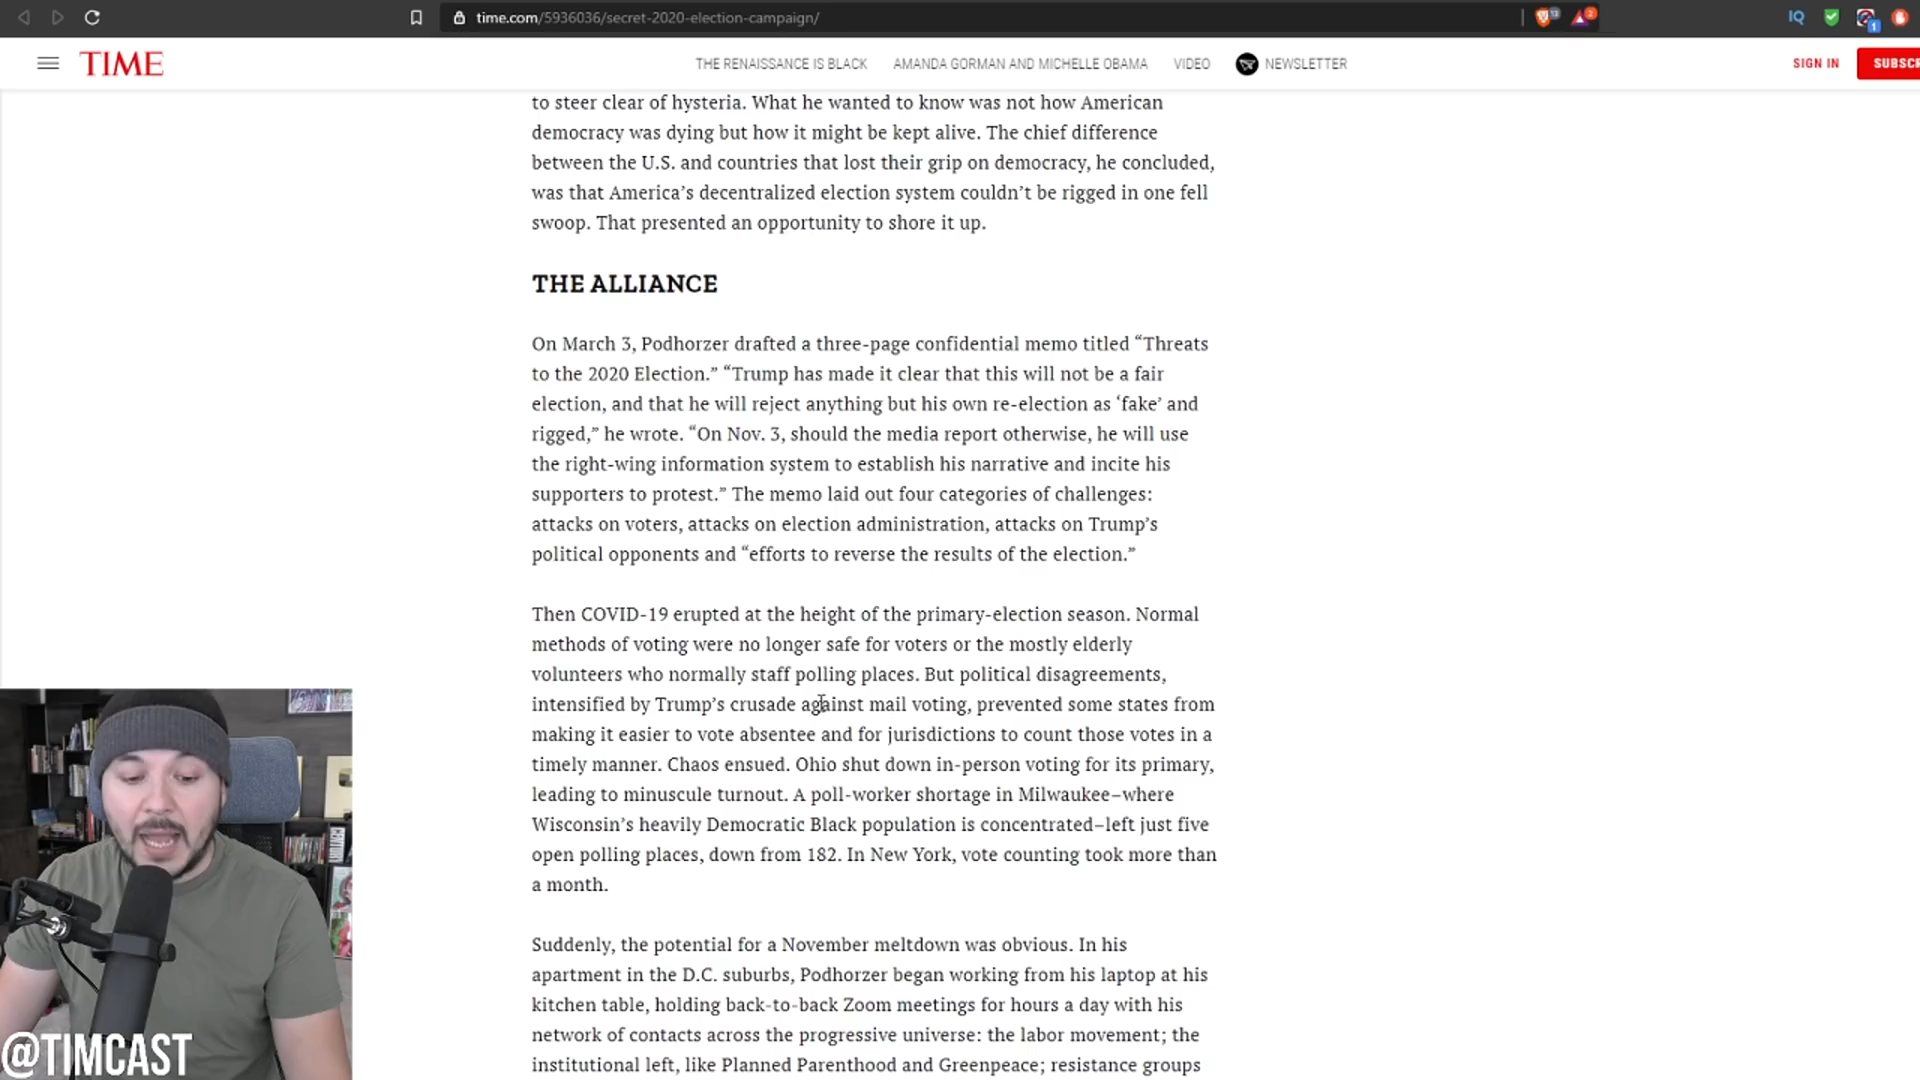 time.com/5936036/secret-2020-election-campaign/
13
2
IQ
1
TIME
THE RENAISSANCE IS BLACK
AMANDA GORMAN AND MICHELLE OBAMA
VIDEO
NEWSLETTER
SIGN IN
SUBSCR
to steer clear of hysteria. What he wanted to know was not how American
democracy was dying but how it might be kept alive. The chief difference
between the U.S. and countries that lost their grip on democracy, he concluded,
was that America’s decentralized election system couldn’t be rigged in one fell
swoop. That presented an opportunity to shore it up.
THE ALLIANCE
On March 3, Podhorzer drafted a three-page confidential memo titled “Threats
to the 2020 Election.” “Trump has made it clear that this will not be a fair
election, and that he will reject anything but his own re-election as ‘fake’ and
rigged,” he wrote. “On Nov. 3, should the media report otherwise, he will use
the right-wing information system to establish his narrative and incite his
supporters to protest.” The memo laid out four categories of challenges:
attacks on voters, attacks on election administration, attacks on Trump’s
political opponents and “efforts to reverse the results of the election.”
Then COVID-19 erupted at the height of the primary-election season. Normal
methods of voting were no longer safe for voters or the mostly elderly
volunteers who normally staff polling places. But political disagreements,
intensified by Trump’s crusade against mail voting, prevented some states from
making it easier to vote absentee and for jurisdictions to count those votes in a
timely manner. Chaos ensued. Ohio shut down in-person voting for its primary,
leading to minuscule turnout. A poll-worker shortage in Milwaukee–where
Wisconsin’s heavily Democratic Black population is concentrated–left just five
open polling places, down from 182. In New York, vote counting took more than
a month.
Suddenly, the potential for a November meltdown was obvious. In his
apartment in the D.C. suburbs, Podhorzer began working from his laptop at his
kitchen table, holding back-to-back Zoom meetings for hours a day with his
network of contacts across the progressive universe: the labor movement; the
institutional left, like Planned Parenthood and Greenpeace; resistance groups
@TIMCAST